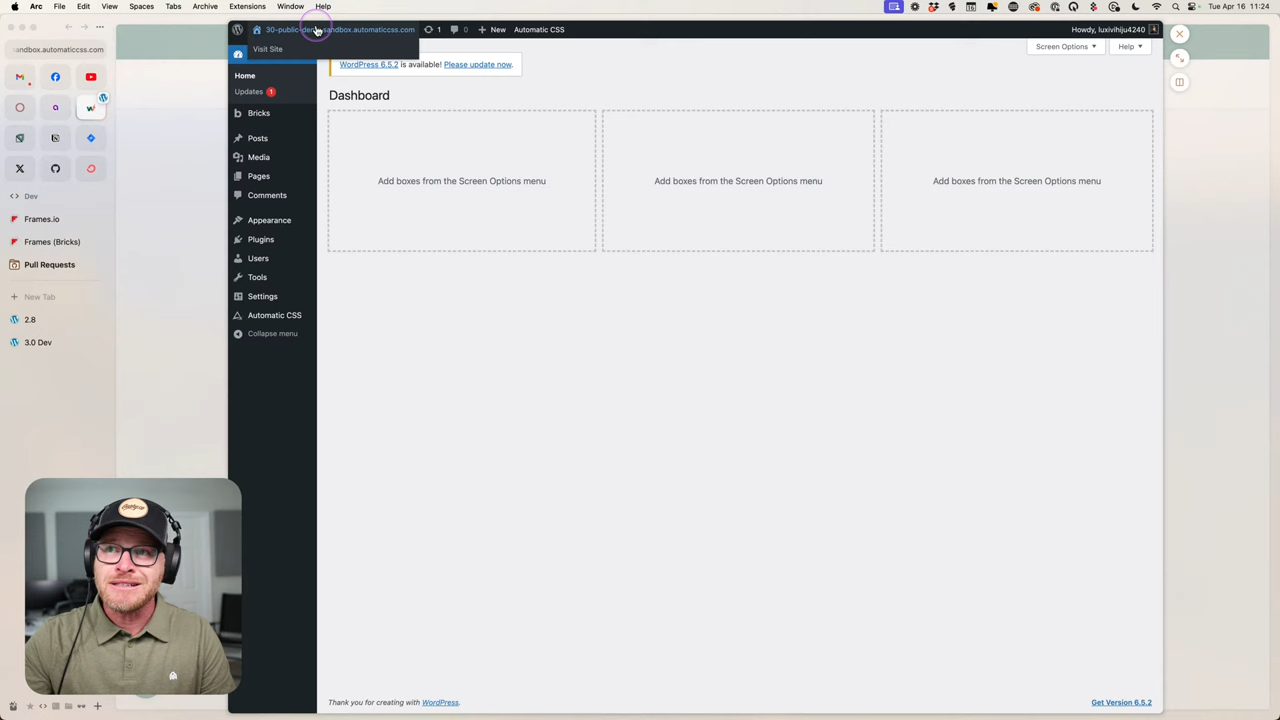 Arc File Edit View Spaces Tabs Archive Extensions Window Help
Tue Apr 16 11:24
30-public-demo-sandbox.automaticcss.com 1 0 New Automatic CSS
Howdy, luxivihiju4240
Visit Site
Screen Options Help
sandbox.automaticcss.com
WordPress 6.5.2 is available! Please update now.
Home
Updates 1
Dashboard
Bricks
Posts
Media
Pages
Comments
Appearance
Plugins
Users
Tools
Settings
Automatic CSS
Collapse menu
Add boxes from the Screen Options menu
Add boxes from the Screen Options menu
Add boxes from the Screen Options menu
Dev
Frames.io
Frames (Bricks)
Pull Requests
New Tab
2.8
3.0 Dev
Thank you for creating with WordPress.
Get Version 6.5.2